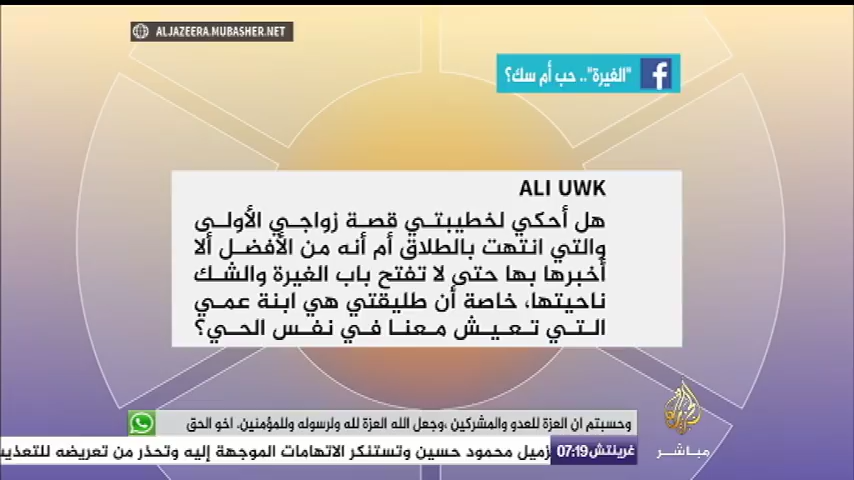 ALJAZEERA.MUBASHER.NET
"الغيرة".. حب أم سك؟
ALI UWK
هل أحكي لخطيبتي قصة زواجي الأولى
والتي انتهت بالطلاق أم أنه من الأفضل ألا
أخبرها بها حتى لا تفتح باب الغيرة والشك
ناحيتها، خاصة أن طليقتي هي ابنة عمي
التي تعيش معنا في نفس الحي؟
وحسبتم ان العزة للعدو والمشركين ،وجعل الله العزة لله ولرسوله وللمؤمنين. اخو الحق
غرينتش 07:19
زميل محمود حسين وتستنكر الاتهامات الموجهة إليه وتحذر من تعريضه للتعذيب
الجزيرة
مباشر